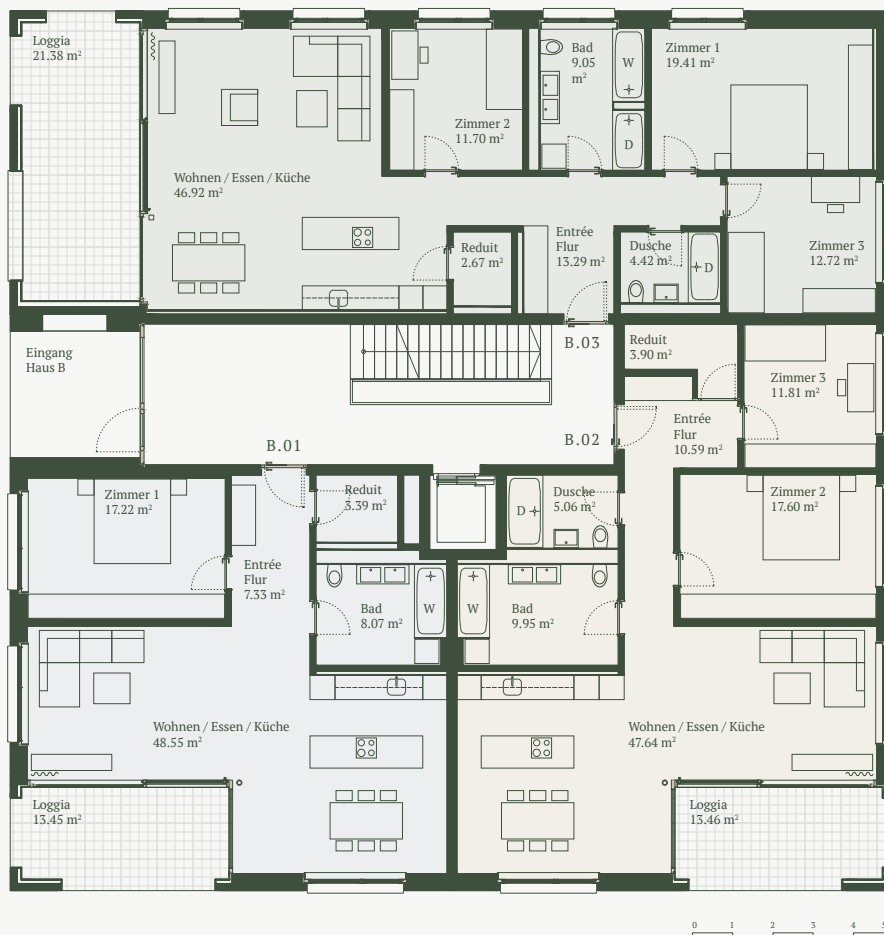 Loggia
21.38 m²
Wohnen / Essen / Küche
46.92 m²
Zimmer 2
11.70 m²
Bad
9.05
m²
W
D
Zimmer 1
19.41 m²
Reduit
2.67 m²
Entrée
Flur
13.29 m²
Dusche
4.42 m²
D
Zimmer 3
12.72 m²
Eingang
Haus B
B.03
B.02
B.01
Reduit
3.90 m²
Zimmer 3
11.81 m²
Entrée
Flur
10.59 m²
Zimmer 1
17.22 m²
Reduit
3.39 m²
Entrée
Flur
7.33 m²
D
Dusche
5.06 m²
Zimmer 2
17.60 m²
Bad
8.07 m²
W
W
Bad
9.95 m²
Wohnen / Essen / Küche
48.55 m²
Wohnen / Essen / Küche
47.64 m²
Loggia
13.45 m²
Loggia
13.46 m²
0 1 2 3 4